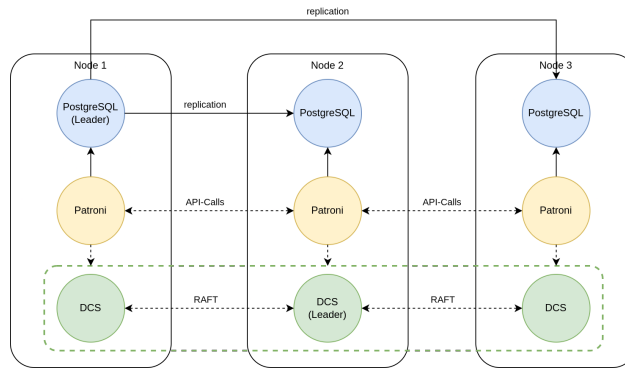 replication
Node 1
Node 2
Node 3
PostgreSQL
(Leader)
replication
PostgreSQL
PostgreSQL
Patroni
API-Calls
Patroni
API-Calls
Patroni
DCS
RAFT
DCS
(Leader)
RAFT
DCS